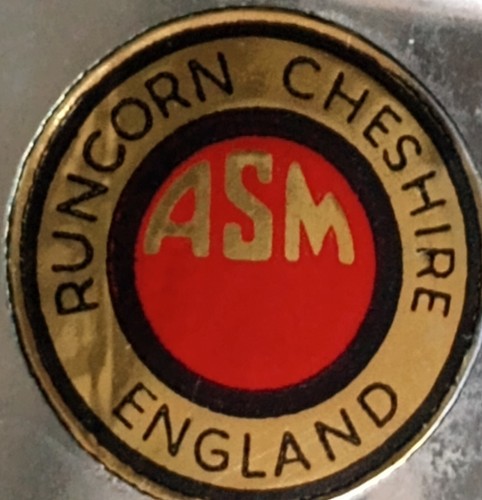 RUNCORN CHESHIRE
ASM
ENGLAND